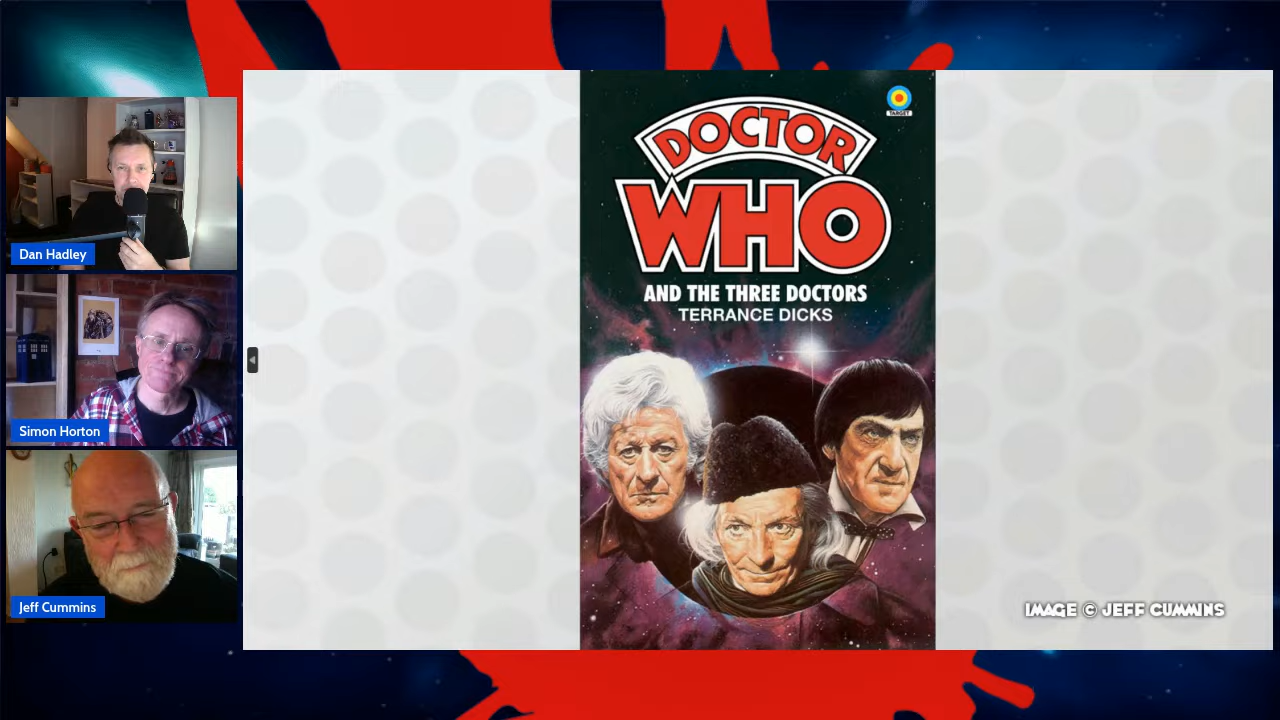 Dan Hadley
Simon Horton
Jeff Cummins
TARGET
DOCTOR
WHO
AND THE THREE DOCTORS
TERRANCE DICKS
IMAGE © JEFF CUMMINS